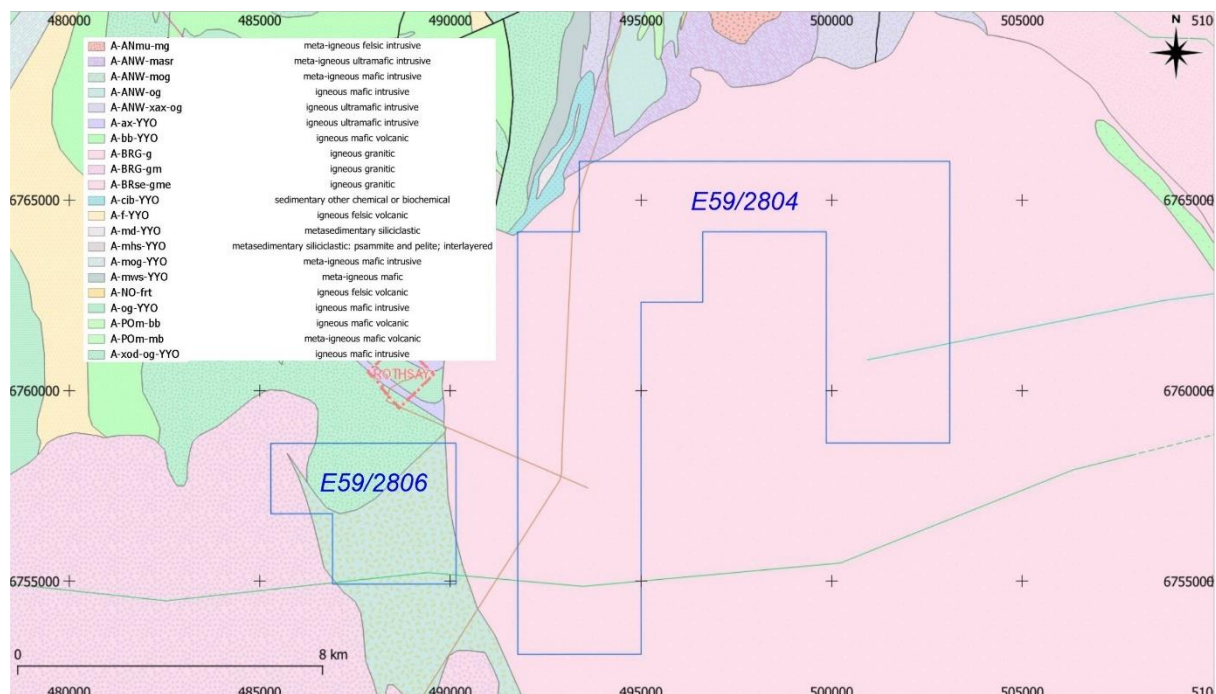 480000 485000 490000 495000 500000 505000 510
N
A-ANmu-mg meta-igneous felsic intrusive
A-ANW-masr meta-igneous ultramafic intrusive
A-ANW-mog meta-igneous mafic intrusive
A-ANW-og igneous mafic intrusive
A-ANW-xax-og igneous ultramafic intrusive
A-ax-YYO igneous ultramafic intrusive
A-bb-YYO igneous mafic volcanic
A-BRG-g igneous granitic
A-BRG-gm igneous granitic
A-BRse-gme igneous granitic
A-cib-YYO sedimentary other chemical or biochemical
A-f-YYO igneous felsic volcanic
A-md-YYO metasedimentary siliciclastic
A-mhs-YYO metasedimentary siliciclastic: psammite and pelite; interlayered
A-mog-YYO meta-igneous mafic intrusive
A-mws-YYO meta-igneous mafic
A-NO-frt igneous felsic volcanic
A-og-YYO igneous mafic intrusive
A-POm-bb igneous mafic volcanic
A-POm-mb meta-igneous mafic volcanic
A-xod-og-YYO igneous mafic intrusive
6765000 E59/2804 6765000
ROTHSAY
6760000 6760000
E59/2806
6755000 6755000
0 8 km
480000 485000 490000 495000 500000 505000 510